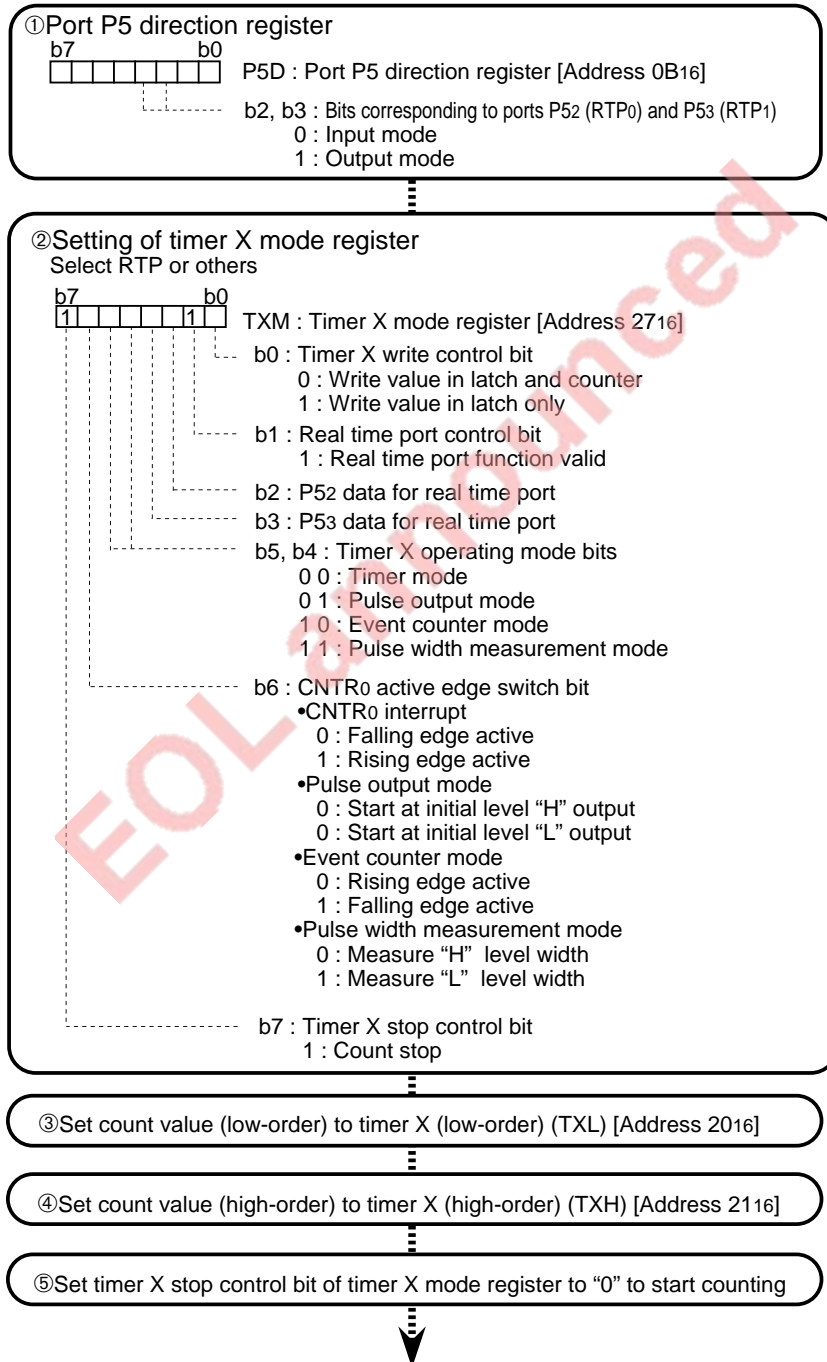 ①Port P5 direction register
b7 b0
P5D : Port P5 direction register [Address 0B16]
b2, b3 : Bits corresponding to ports P52 (RTP0) and P53 (RTP1)
0 : Input mode
1 : Output mode
②Setting of timer X mode register
Select RTP or others
b7 b0
1 1 TXM : Timer X mode register [Address 2716]
b0 : Timer X write control bit
0 : Write value in latch and counter
1 : Write value in latch only
b1 : Real time port control bit
1 : Real time port function valid
b2 : P52 data for real time port
b3 : P53 data for real time port
b5, b4 : Timer X operating mode bits
0 0 : Timer mode
0 1 : Pulse output mode
1 0 : Event counter mode
1 1 : Pulse width measurement mode
b6 : CNTR0 active edge switch bit
•CNTR0 interrupt
0 : Falling edge active
1 : Rising edge active
•Pulse output mode
0 : Start at initial level “H” output
0 : Start at initial level “L” output
•Event counter mode
0 : Rising edge active
1 : Falling edge active
•Pulse width measurement mode
0 : Measure “H” level width
1 : Measure “L” level width
b7 : Timer X stop control bit
1 : Count stop
③Set count value (low-order) to timer X (low-order) (TXL) [Address 2016]
④Set count value (high-order) to timer X (high-order) (TXH) [Address 2116]
⑤Set timer X stop control bit of timer X mode register to “0” to start counting
EOL announced